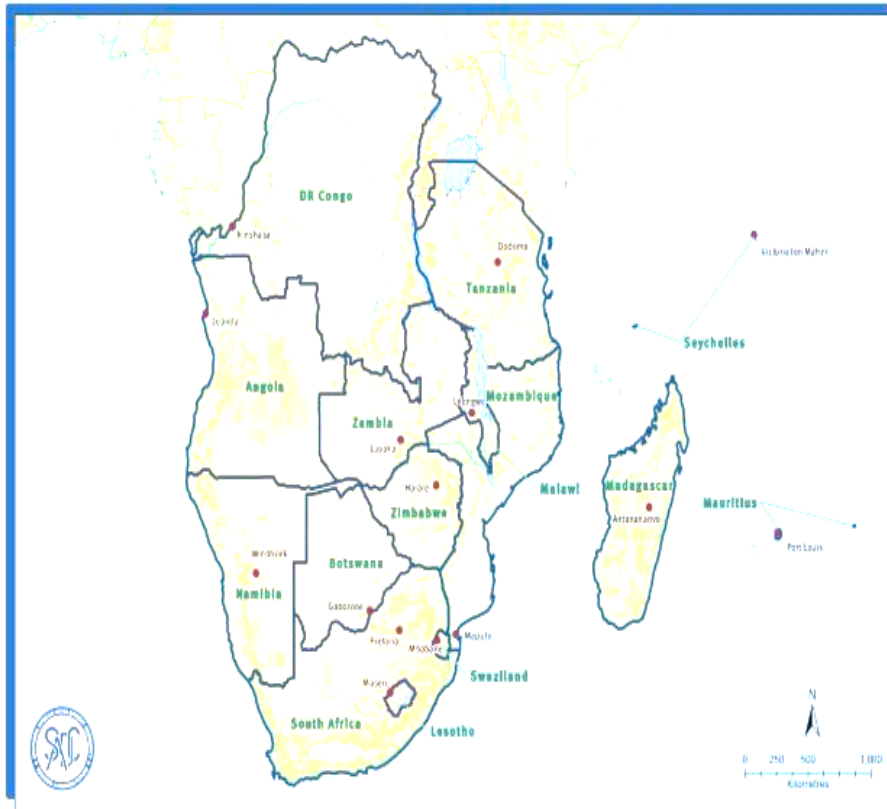 DR Congo
Kinshasa
Dodoma
Tanzania
Victoria
Seychelles
Luanda
Angola
Mozambique
Lilongwe
Zambia
Lusaka
Harare
Zimbabwe
Malawi
Madagascar
Antananarivo
Mauritius
Port Louis
Windhoek
Namibia
Botswana
Gaborone
Pretoria
Mbabane
Maputo
Swaziland
Maseru
South Africa
Lesotho
N
0 250 500 1,000
Kilometres